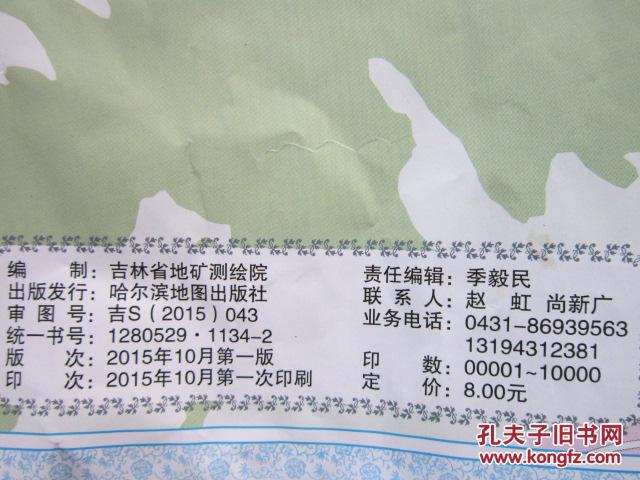 编 制：吉林省地矿测绘院
出版发行：哈尔滨地图出版社
审 图 号：吉S（2015）043
统一书号：1280529·1134-2
版 次：2015年10月第一版
印 次：2015年10月第一次印刷
责任编辑：季毅民
联 系 人：赵 虹 尚新广
业务电话：0431-86939563
13194312381
印 数：00001~10000
定 价：8.00元
孔夫子旧书网
KONGFZ.COM